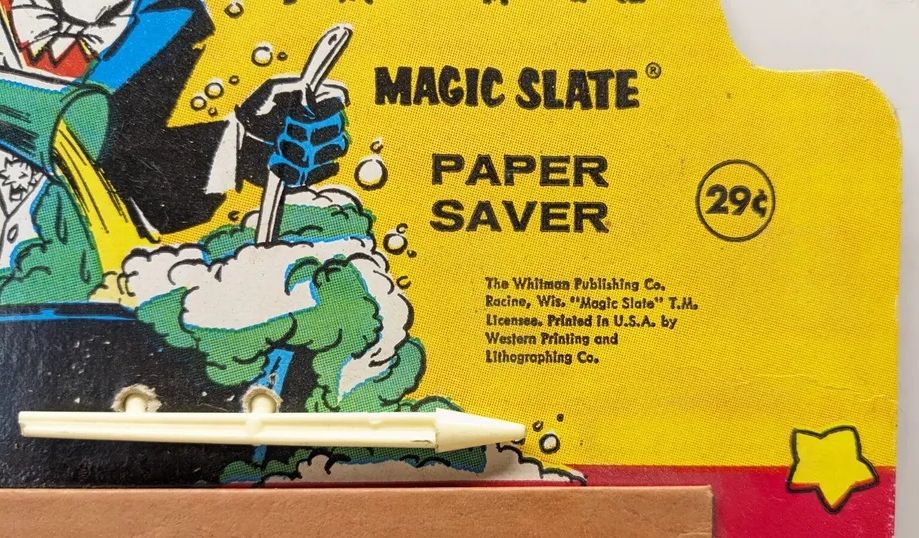 MAGIC SLATE®
PAPER
SAVER
29¢
The Whitman Publishing Co.
Racine, Wis. "Magic Slate" T.M.
Licensee. Printed in U.S.A. by
Western Printing and
Lithographing Co.